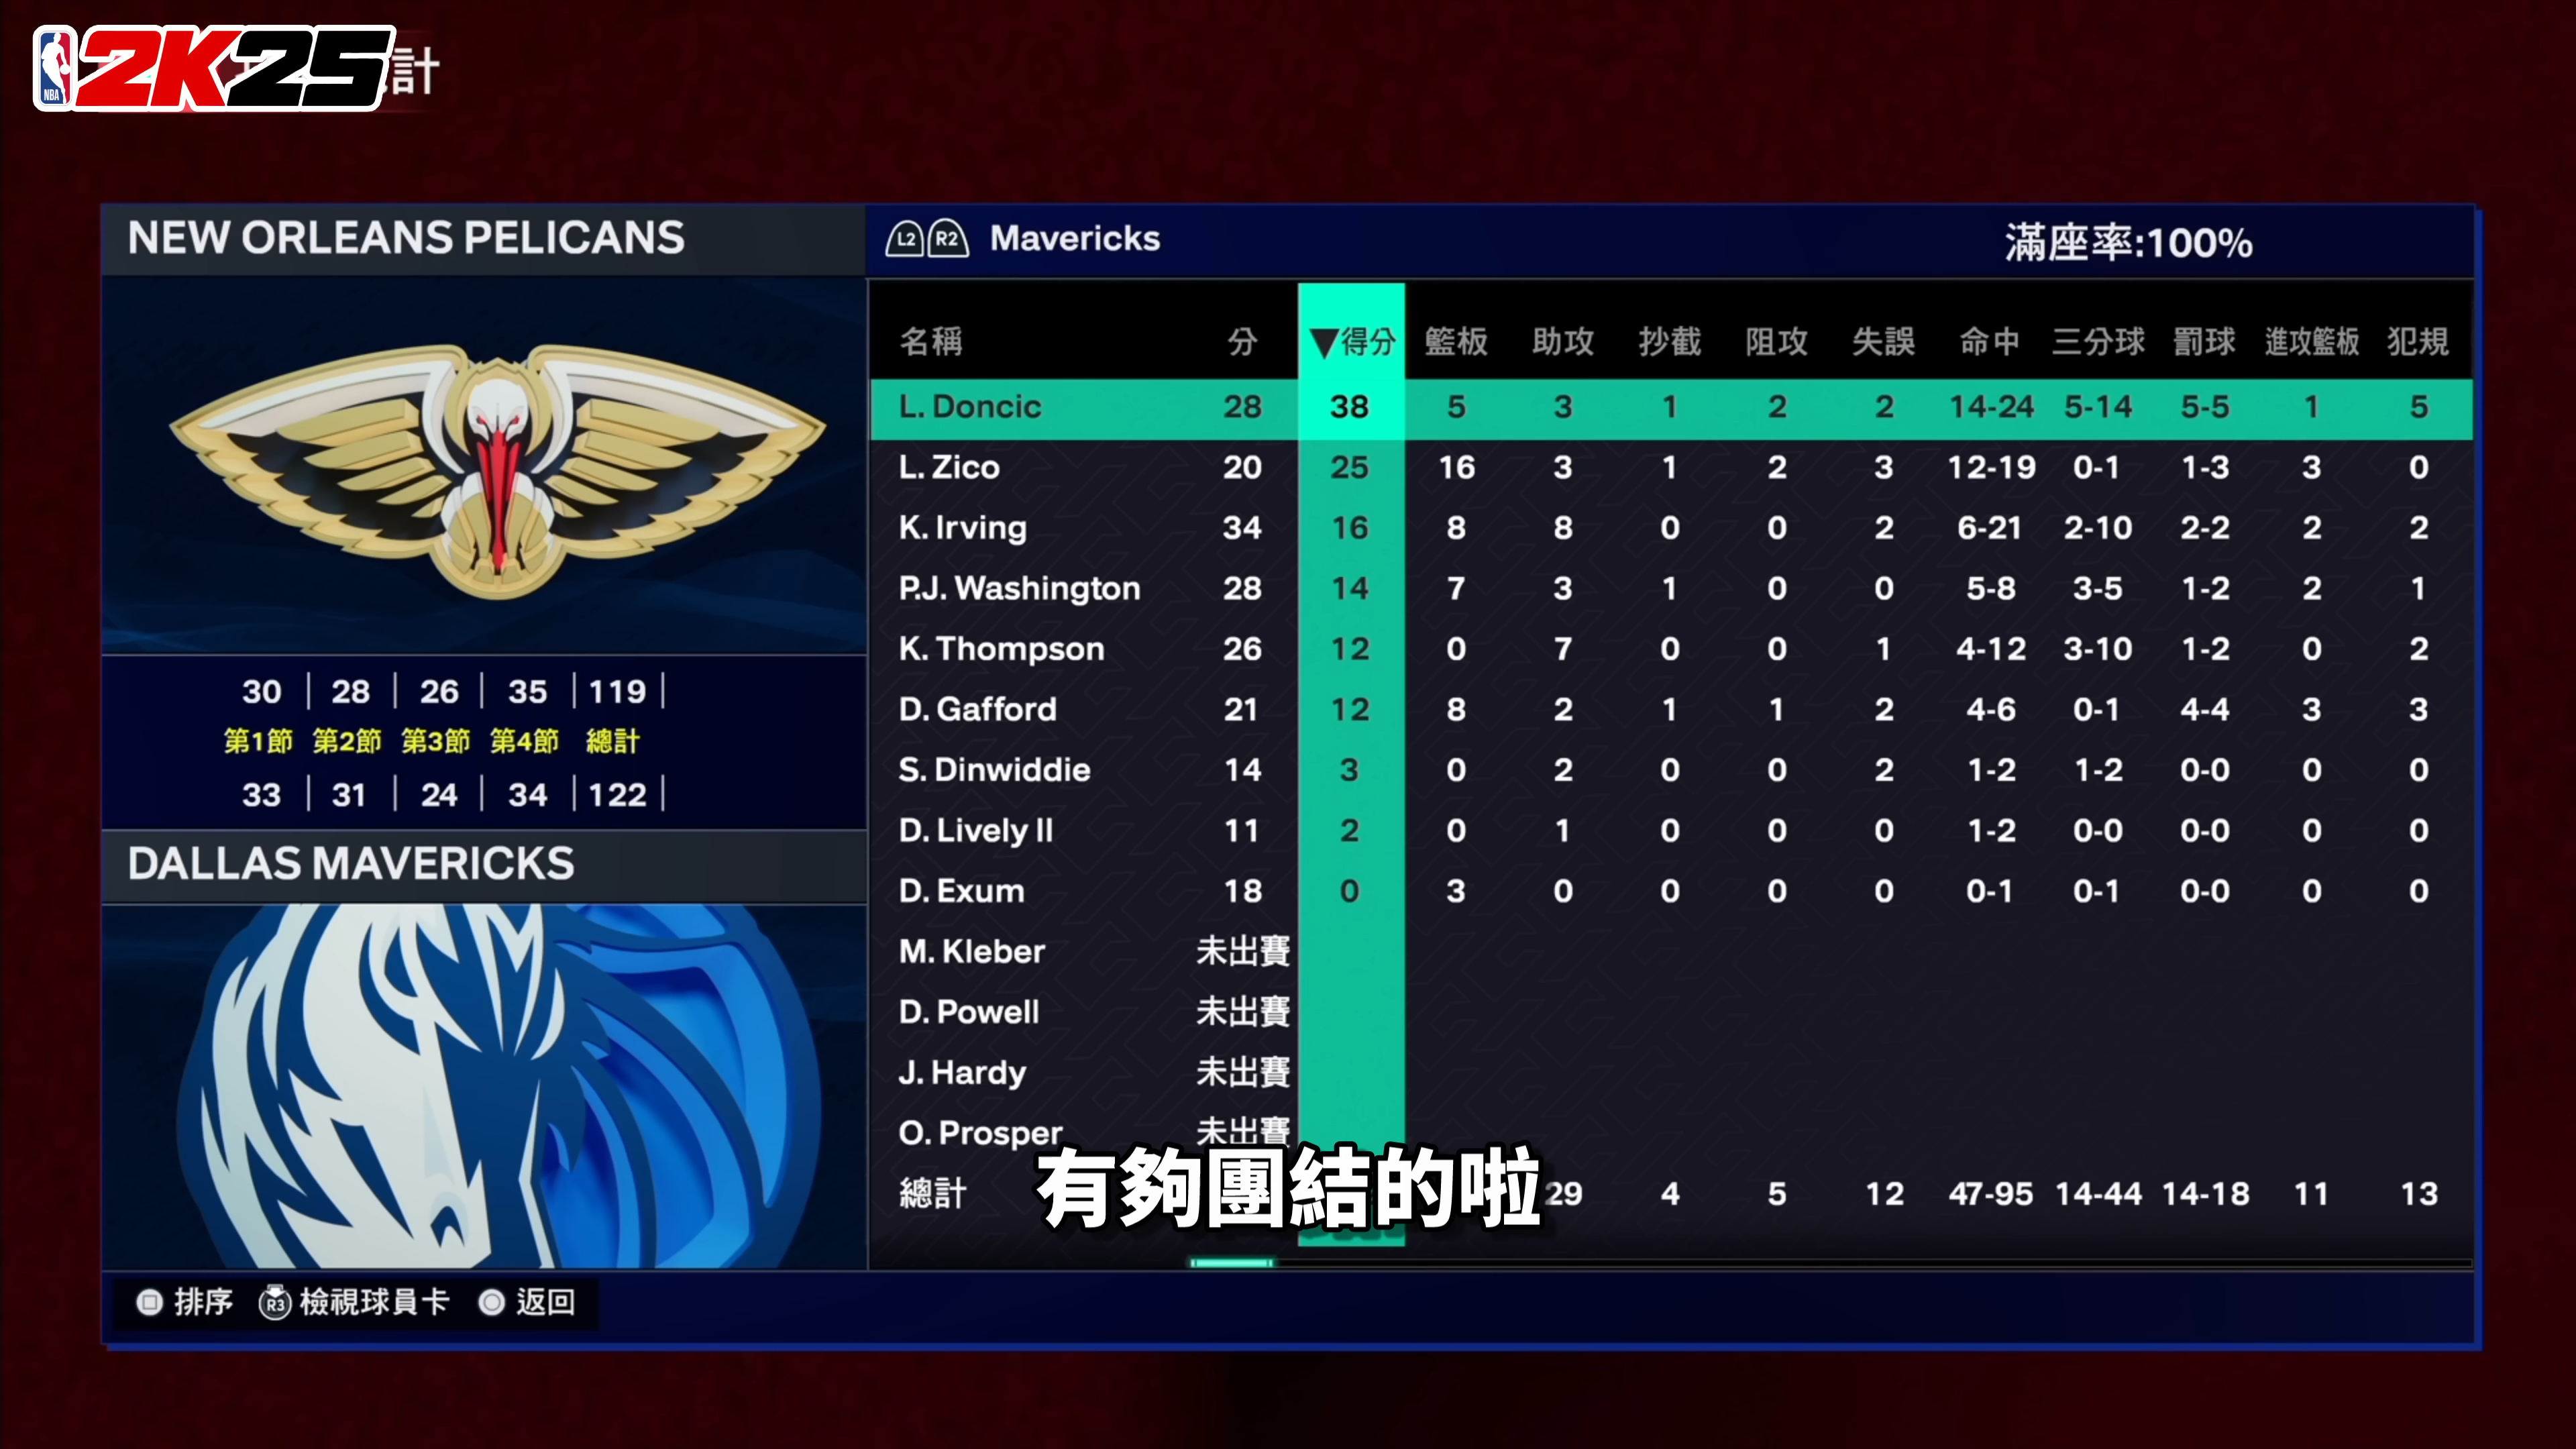 NBA 2K25 計
NEW ORLEANS PELICANS
30 28 26 35 119
第1節 第2節 第3節 第4節 總計
33 31 24 34 122
DALLAS MAVERICKS
L2 R2 Mavericks 滿座率:100%
名稱 分 ▼得分 籃板 助攻 抄截 阻攻 失誤 命中 三分球 罰球 進攻籃板 犯規
L. Doncic 28 38 5 3 1 2 2 14-24 5-14 5-5 1 5
L. Zico 20 25 16 3 1 2 3 12-19 0-1 1-3 3 0
K. Irving 34 16 8 8 0 0 2 6-21 2-10 2-2 2 2
P.J. Washington 28 14 7 3 1 0 0 5-8 3-5 1-2 2 1
K. Thompson 26 12 0 7 0 0 1 4-12 3-10 1-2 0 2
D. Gafford 21 12 8 2 1 1 2 4-6 0-1 4-4 3 3
S. Dinwiddie 14 3 0 2 0 0 2 1-2 1-2 0-0 0 0
D. Lively II 11 2 0 1 0 0 0 1-2 0-0 0-0 0 0
D. Exum 18 0 3 0 0 0 0 0-1 0-1 0-0 0 0
M. Kleber 未出賽
D. Powell 未出賽
J. Hardy 未出賽
O. Prosper 未出賽
總計 29 4 5 12 47-95 14-44 14-18 11 13
有夠團結的啦
排序 R3 檢視球員卡 返回